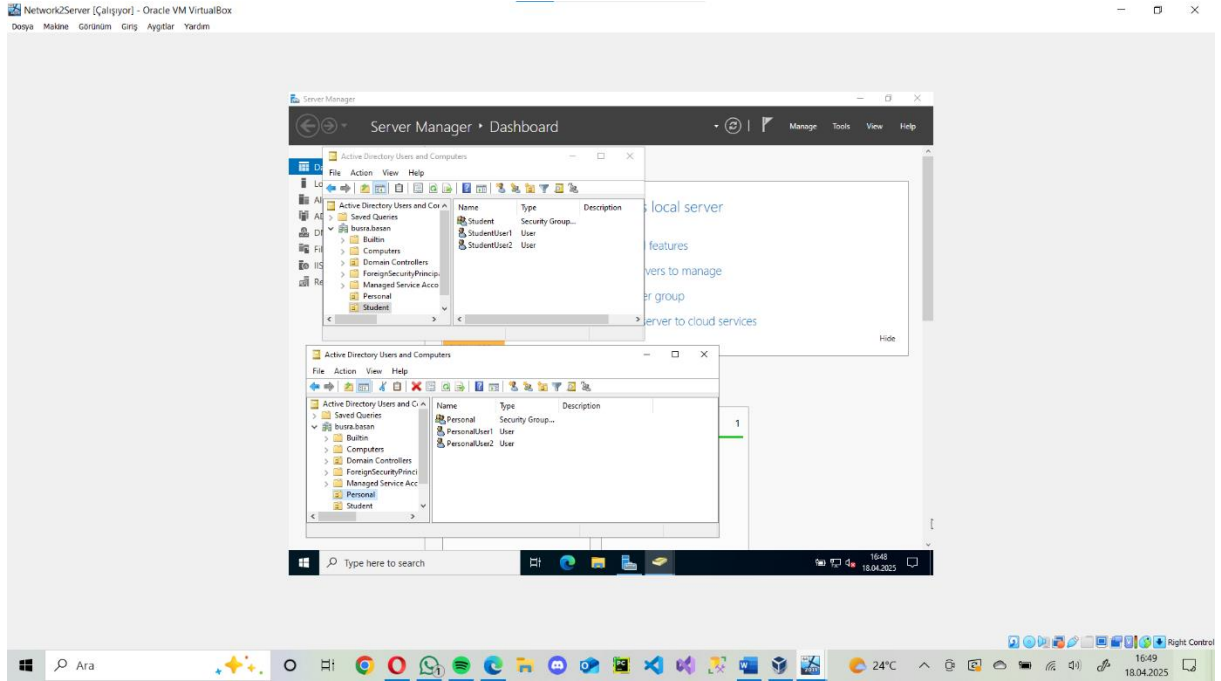 Network2Server [Çalışıyor] - Oracle VM VirtualBox
Dosya Makine Görünüm Giriş Aygıtlar Yardım
Server Manager
Server Manager • Dashboard
Manage Tools View Help
Active Directory Users and Computers
File Action View Help
Active Directory Users and Cor
Saved Queries
busra.basan
Builtin
Computers
Domain Controllers
ForeignSecurityPrincip
Managed Service Acco
Personal
Student
Name Type Description
Student Security Group...
StudentUser1 User
StudentUser2 User
local server
features
vers to manage
er group
server to cloud services
Hide
Active Directory Users and Computers
File Action View Help
Active Directory Users and Co
Saved Queries
busra.basan
Builtin
Computers
Domain Controllers
ForeignSecurityPrinci
Managed Service Acc
Personal
Student
Name Type Description
Personal Security Group...
PersonalUser1 User
PersonalUser2 User
1
Type here to search
16:48
18.04.2025
Right Control
Ara
24°C
16:49
18.04.2025